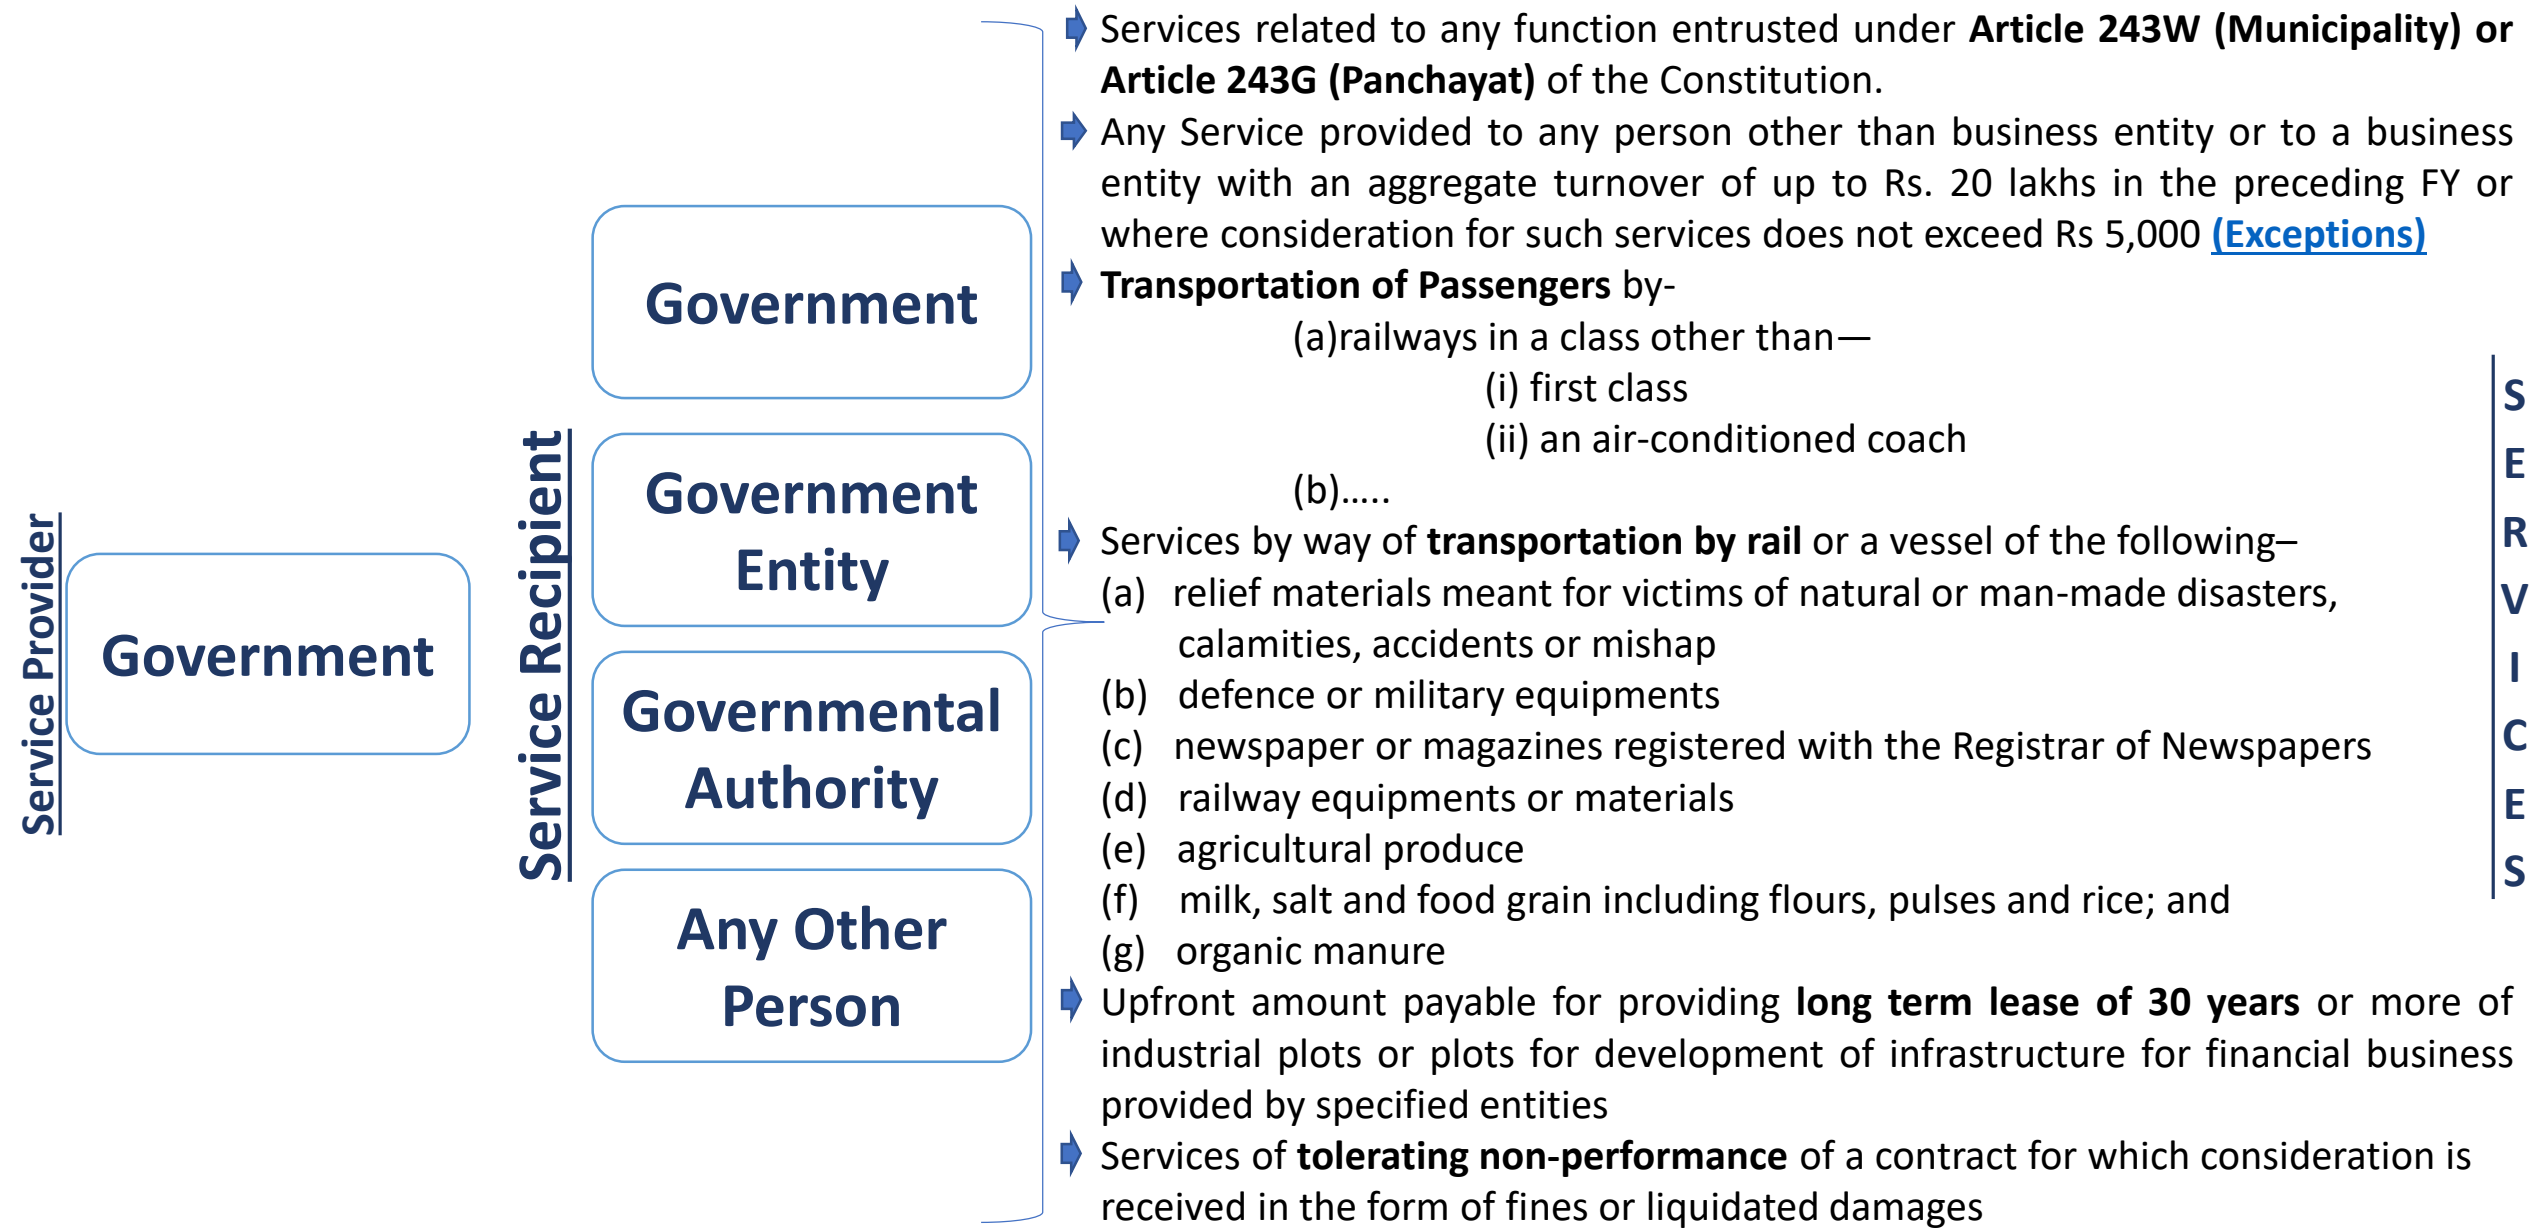 Service Provider
Government
Service Recipient
Government
Government
Entity
Governmental
Authority
Any Other
Person
Services related to any function entrusted under Article 243W (Municipality) or
Article 243G (Panchayat) of the Constitution.
Any Service provided to any person other than business entity or to a business
entity with an aggregate turnover of up to Rs. 20 lakhs in the preceding FY or
where consideration for such services does not exceed Rs 5,000 (Exceptions)
Transportation of Passengers by-
(a)railways in a class other than—
(i) first class
(ii) an air-conditioned coach
(b)…..
Services by way of transportation by rail or a vessel of the following–
(a) relief materials meant for victims of natural or man-made disasters,
calamities, accidents or mishap
(b) defence or military equipments
(c) newspaper or magazines registered with the Registrar of Newspapers
(d) railway equipments or materials
(e) agricultural produce
(f) milk, salt and food grain including flours, pulses and rice; and
(g) organic manure
Upfront amount payable for providing long term lease of 30 years or more of
industrial plots or plots for development of infrastructure for financial business
provided by specified entities
Services of tolerating non-performance of a contract for which consideration is
received in the form of fines or liquidated damages
SERVICES